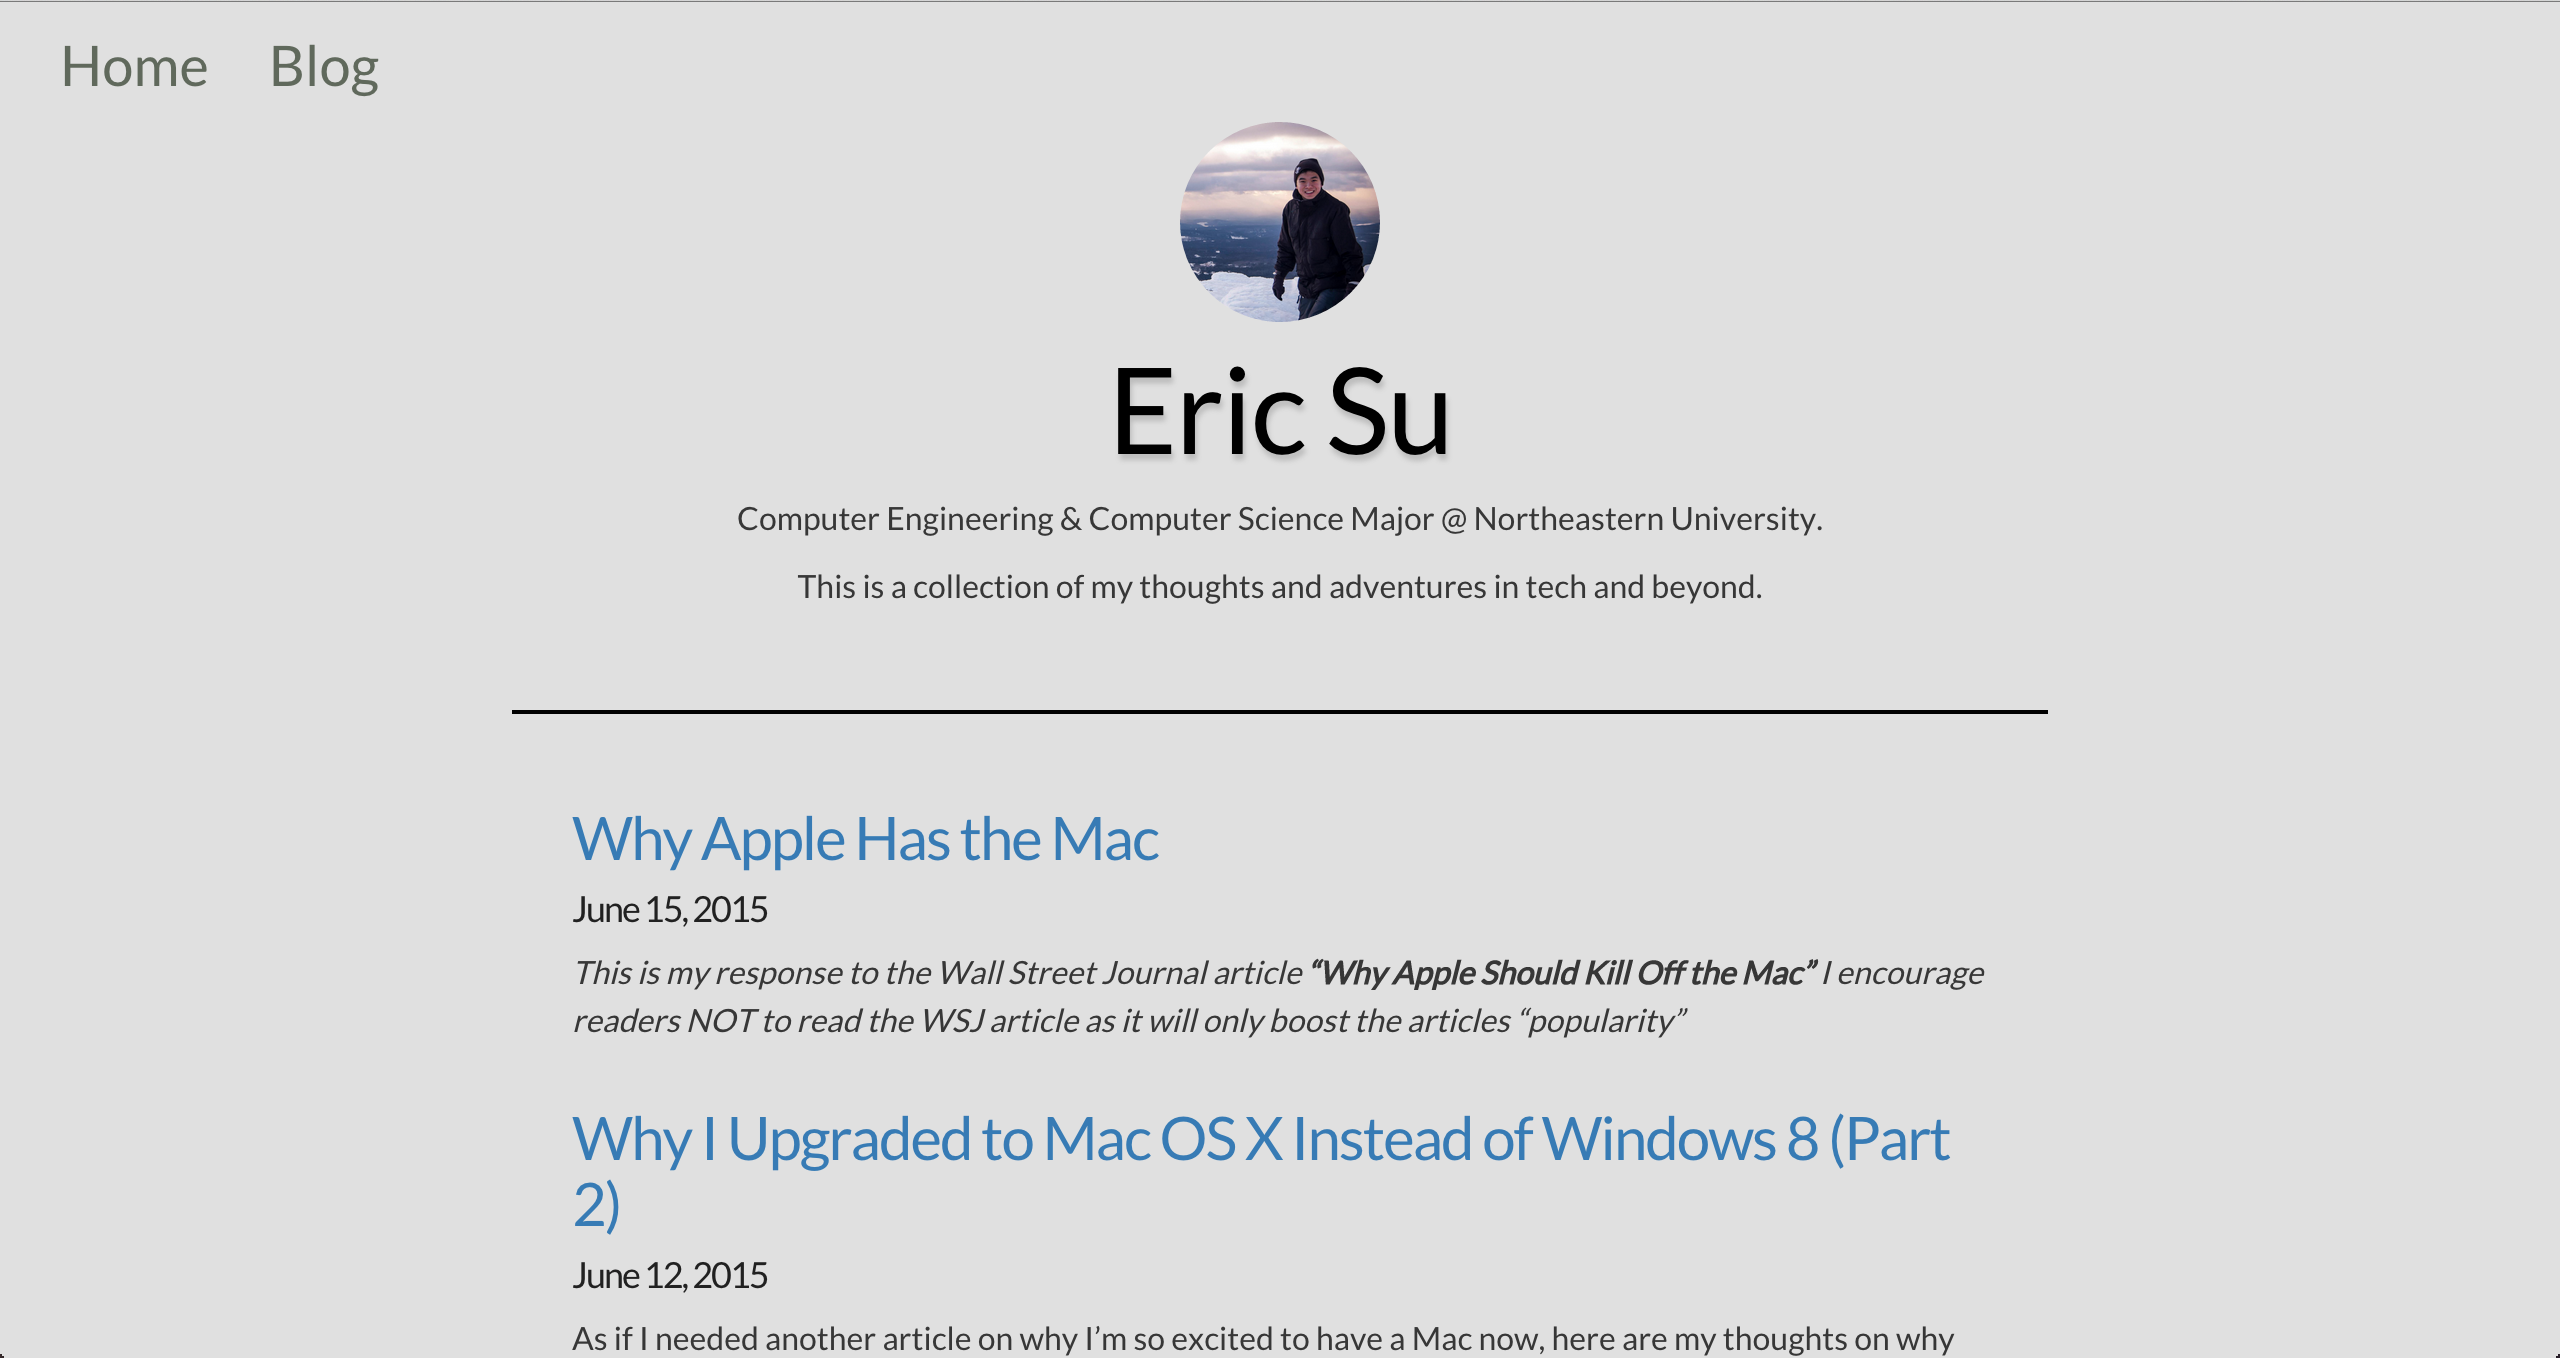 Home Blog
Eric Su
Computer Engineering & Computer Science Major @ Northeastern University.
This is a collection of my thoughts and adventures in tech and beyond.
Why Apple Has the Mac
June 15, 2015
This is my response to the Wall Street Journal article “Why Apple Should Kill Off the Mac” I encourage
readers NOT to read the WSJ article as it will only boost the articles “popularity”
Why I Upgraded to Mac OS X Instead of Windows 8 (Part
2)
June 12, 2015
As if I needed another article on why I’m so excited to have a Mac now, here are my thoughts on why